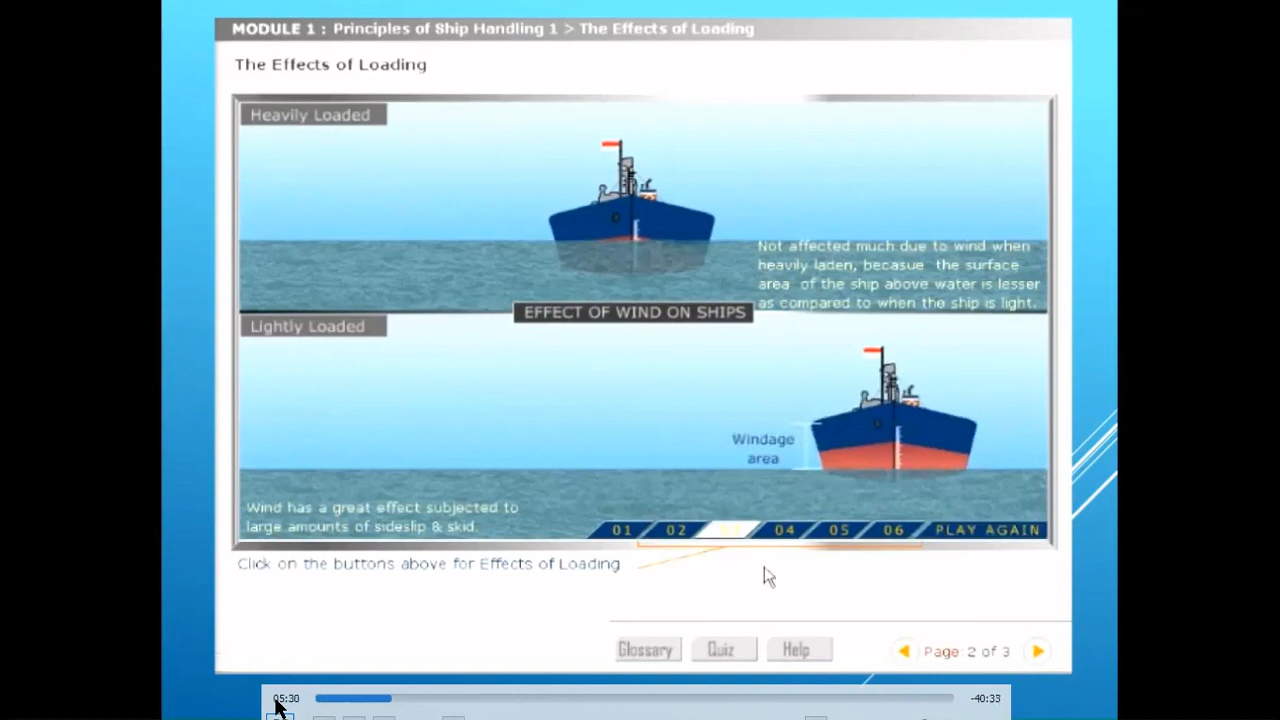 MODULE 1 : Principles of Ship Handling 1 > The Effects of Loading
The Effects of Loading
Heavily Loaded
Not affected much due to wind when
heavily laden, becasue the surface
area of the ship above water is lesser
as compared to when the ship is light.
EFFECT OF WIND ON SHIPS
Lightly Loaded
Windage
area
Wind has a great effect subjected to
large amounts of sideslip & skid.
01 02 03 04 05 06 PLAY AGAIN
Click on the buttons above for Effects of Loading
Glossary Quiz Help Page: 2 of 3
05:30 -40:33